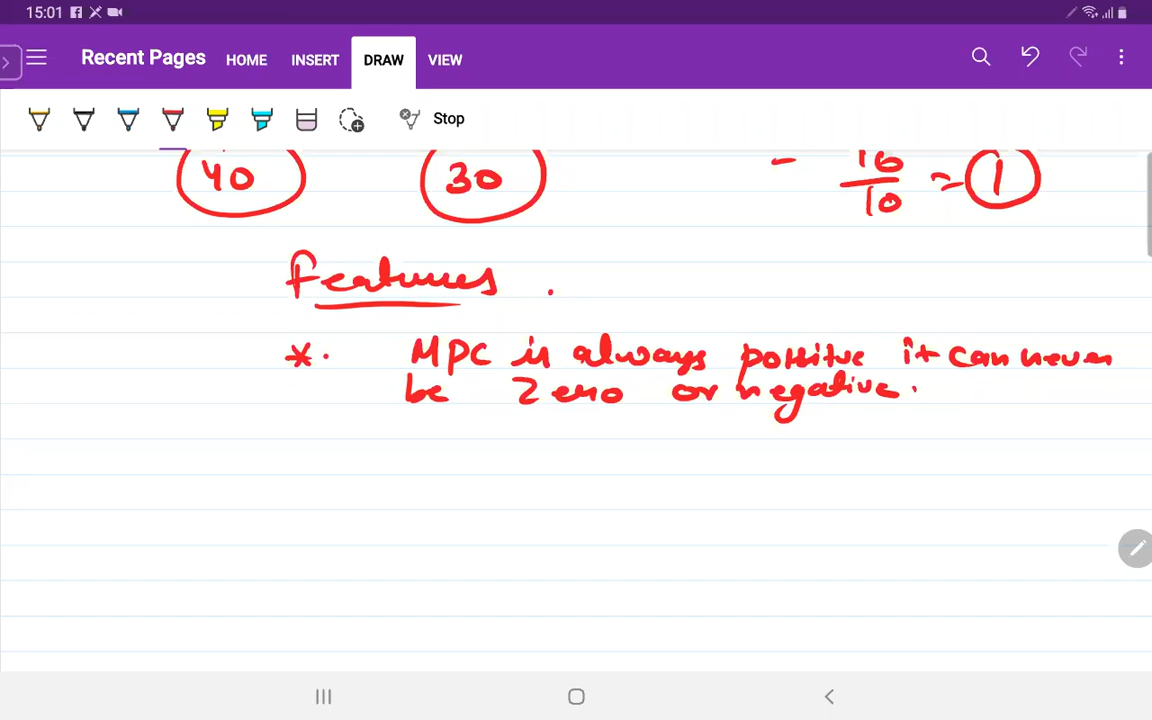 15:01
Recent Pages HOME INSERT DRAW VIEW
Stop
40 30 - 10/10 = 1
Features .
*. MPC is always positive it can never
be Zero or negative.